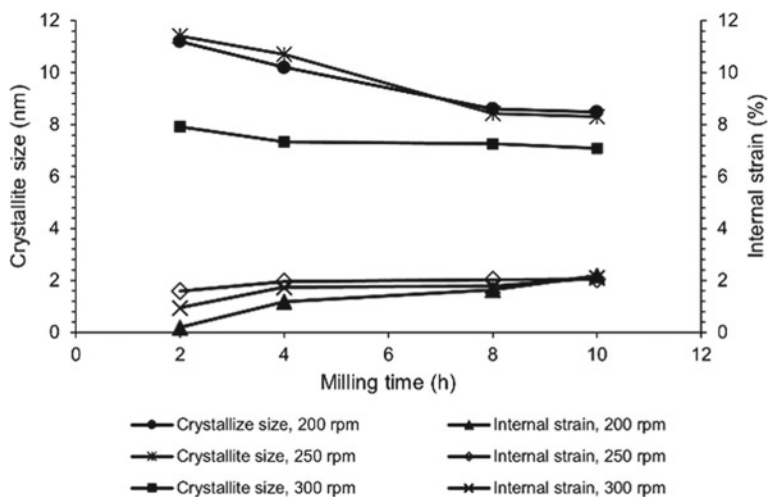 12
10
8
6
4
2
0
Crystallite size (nm)
12
10
8
6
4
2
0
Internal strain (%)
0 2 4 6 8 10 12
Milling time (h)
Crystallize size, 200 rpm
Internal strain, 200 rpm
Crystallite size, 250 rpm
Internal strain, 250 rpm
Crystallite size, 300 rpm
Internal strain, 300 rpm